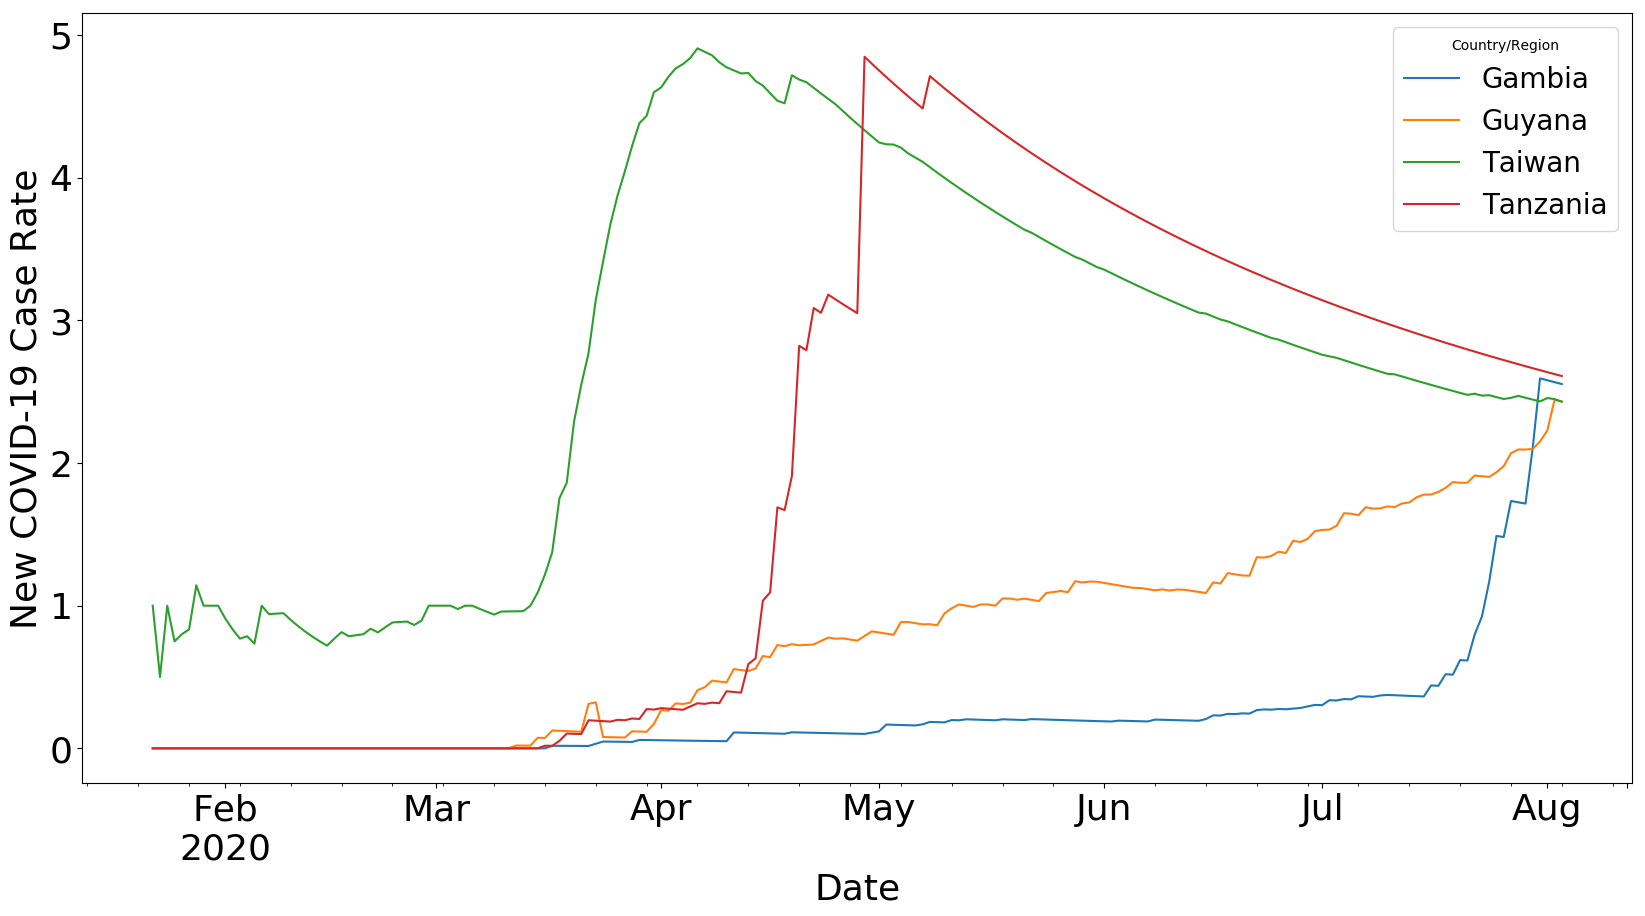 New COVID-19 Case Rate
5
4
3
2
1
0
Country/Region
Gambia
Guyana
Taiwan
Tanzania
Feb Mar Apr May Jun Jul Aug
2020
Date